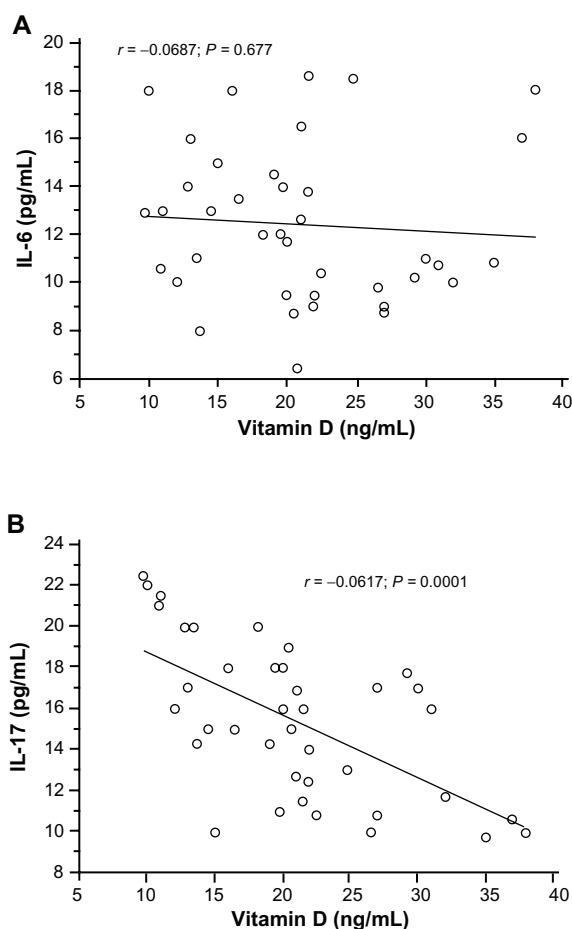 A
r = –0.0687; P = 0.677
20
18
16
14
12
10
8
6
IL-6 (pg/mL)
5 10 15 20 25 30 35 40
Vitamin D (ng/mL)
B
r = –0.0617; P = 0.0001
24
22
20
18
16
14
12
10
8
IL-17 (pg/mL)
5 10 15 20 25 30 35 40
Vitamin D (ng/mL)